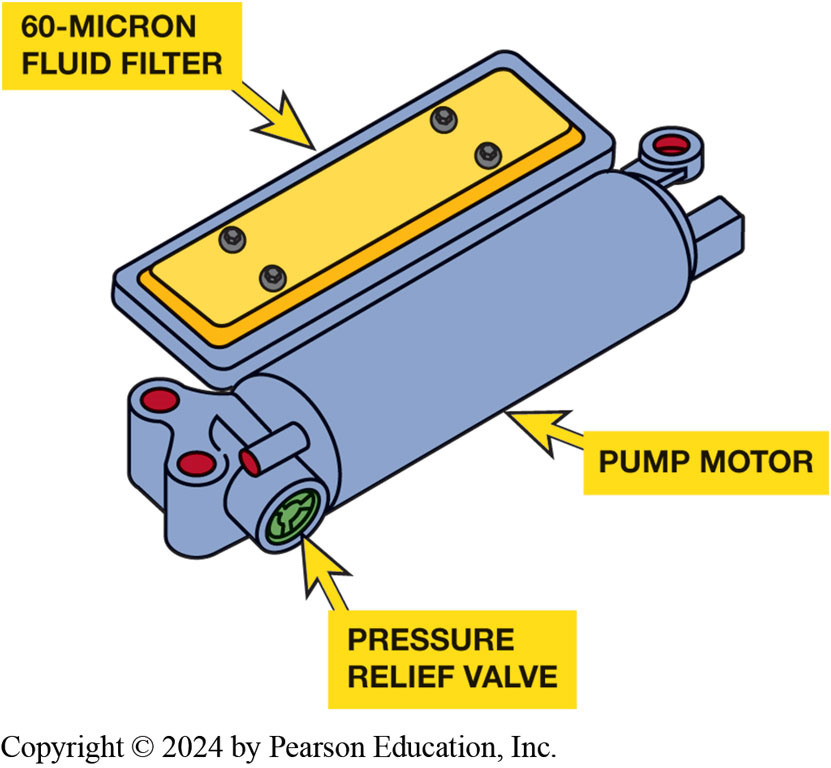 60-MICRON
FLUID FILTER
PUMP MOTOR
PRESSURE
RELIEF VALVE
Copyright © 2024 by Pearson Education, Inc.